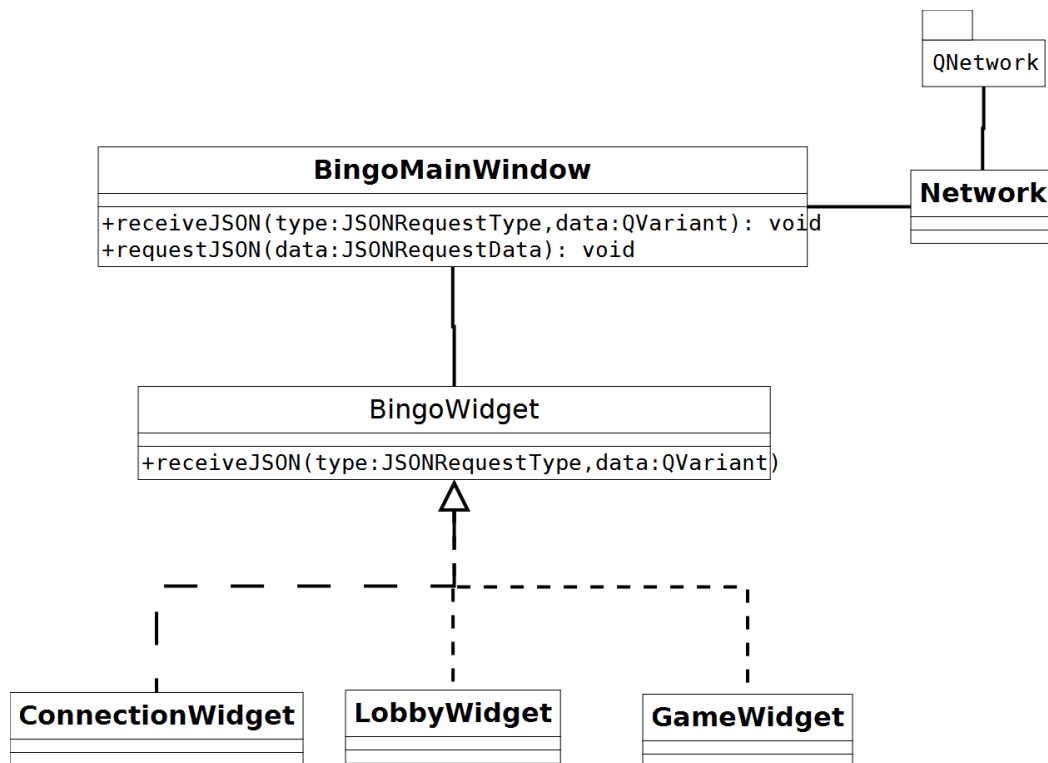 QNetwork
BingoMainWindow
+receiveJSON(type:JSONRequestType,data:QVariant): void
+requestJSON(data:JSONRequestData): void
Network
BingoWidget
+receiveJSON(type:JSONRequestType,data:QVariant)
ConnectionWidget
LobbyWidget
GameWidget